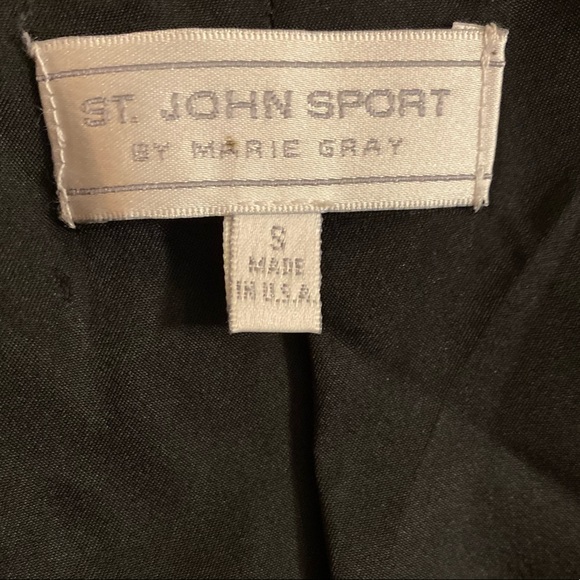 ST. JOHN SPORT
BY MARIE GRAY
S
MADE
IN U.S.A.